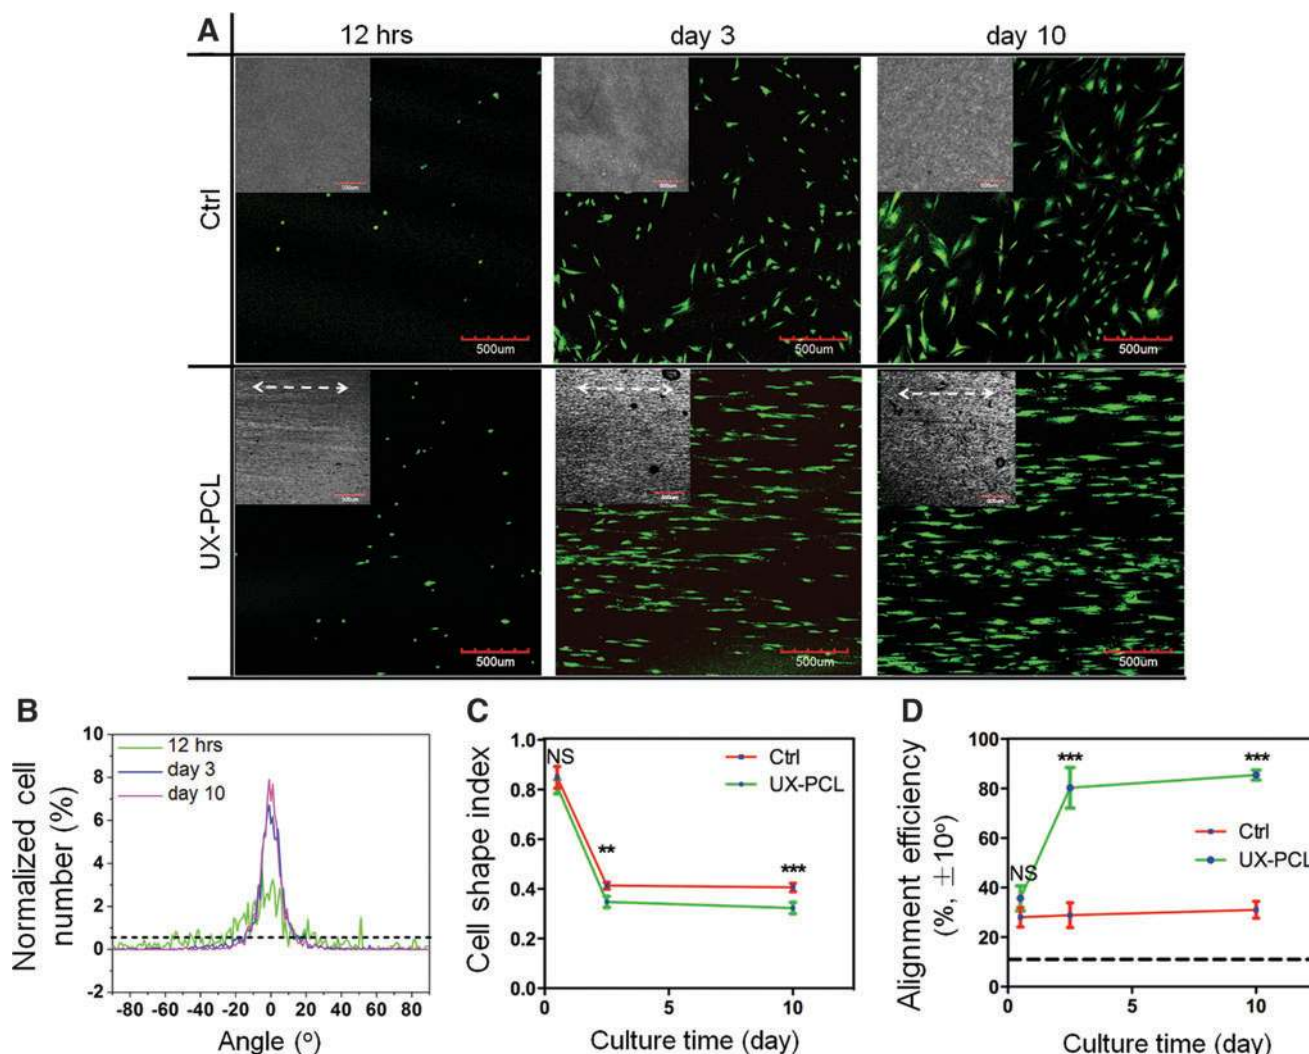 A
12 hrs
day 3
day 10
Ctrl
500um
500um
500um
UX-PCL
500um
500um
500um
B
10
8
6
4
2
0
-2
12 hrs
day 3
day 10
Normalized cell
number (%)
-80 -60 -40 -20 0 20 40 60 80
Angle (º)
C
1.0
0.8
0.6
0.4
0.2
0.0
NS
**
***
Ctrl
UX-PCL
Cell shape index
0 5 10
Culture time (day)
D
100
80
60
40
20
0
NS
***
***
Ctrl
UX-PCL
Alignment efficiency
(%, ±10º)
0 5 10
Culture time (day)